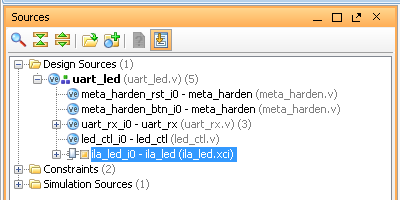 Sources
Design Sources (1)
uart_led (uart_led.v) (5)
meta_harden_rst_i0 - meta_harden (meta_harden.v)
meta_harden_btn_i0 - meta_harden (meta_harden.v)
uart_rx_i0 - uart_rx (uart_rx.v) (3)
led_ctl_i0 - led_ctl (led_ctl.v)
ila_led_i0 - ila_led (ila_led.xci)
Constraints (2)
Simulation Sources (1)